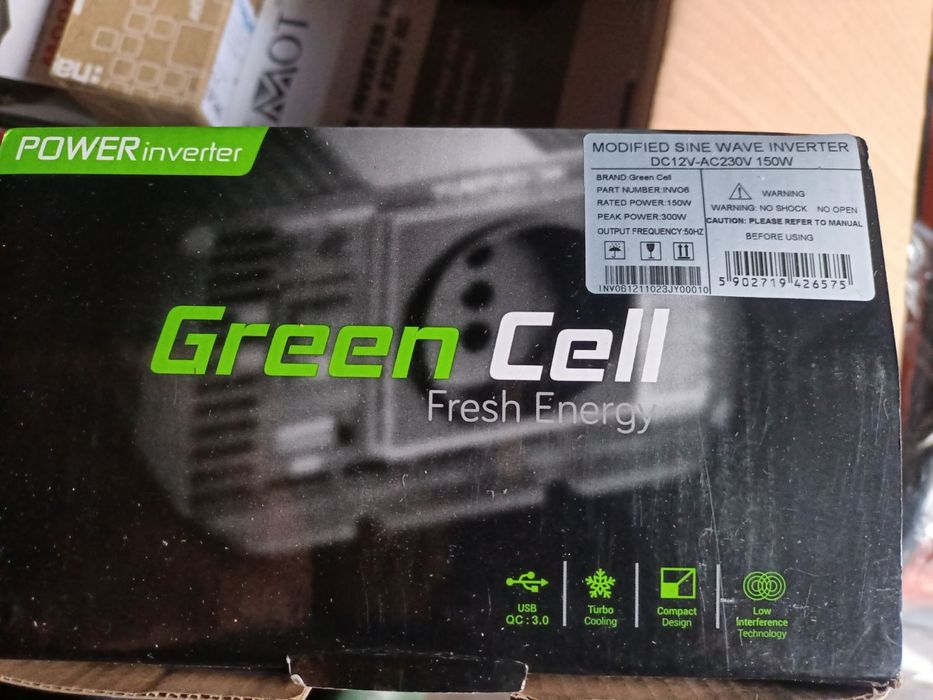 :na
VOLT
POWER inverter
MODIFIED SINE WAVE INVERTER
DC12V-AC230V 150W
BRAND:Green Cell
PART NUMBER:INV06
RATED POWER:150W
PEAK POWER:300W
OUTPUT FREQUENCY:50HZ
INV061211023JY00010
WARNING
WARNING: NO SHOCK NO OPEN
CAUTION: PLEASE REFER TO MANUAL
BEFORE USING
5 902719 426575
Green Cell
Fresh Energy
USB
QC : 3.0
Turbo
Cooling
Compact
Design
Low
Interference
Technology